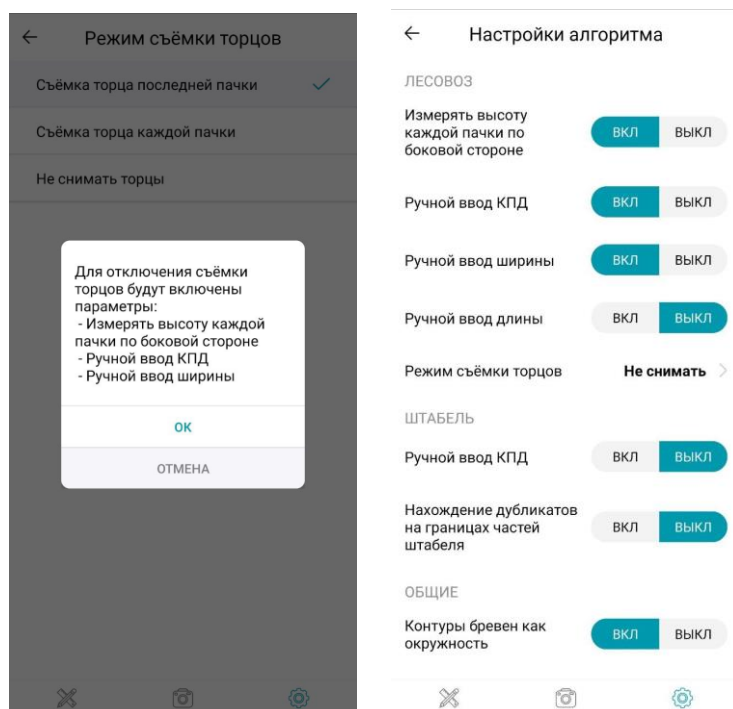 Режим съёмки торцов
Съёмка торца последней пачки
Съёмка торца каждой пачки
Не снимать торцы
Для отключения съёмки
торцов будут включены
параметры:
- Измерять высоту каждой
пачки по боковой стороне
- Ручной ввод КПД
- Ручной ввод ширины
ОК
ОТМЕНА
Настройки алгоритма
ЛЕСОВОЗ
Измерять высоту
каждой пачки по
боковой стороне
ВКЛ ВЫКЛ
Ручной ввод КПД ВКЛ ВЫКЛ
Ручной ввод ширины ВКЛ ВЫКЛ
Ручной ввод длины ВКЛ ВЫКЛ
Режим съёмки торцов Не снимать
ШТАБЕЛЬ
Ручной ввод КПД ВКЛ ВЫКЛ
Нахождение дубликатов
на границах частей
штабеля
ВКЛ ВЫКЛ
ОБЩИЕ
Контуры бревен как
окружность
ВКЛ ВЫКЛ